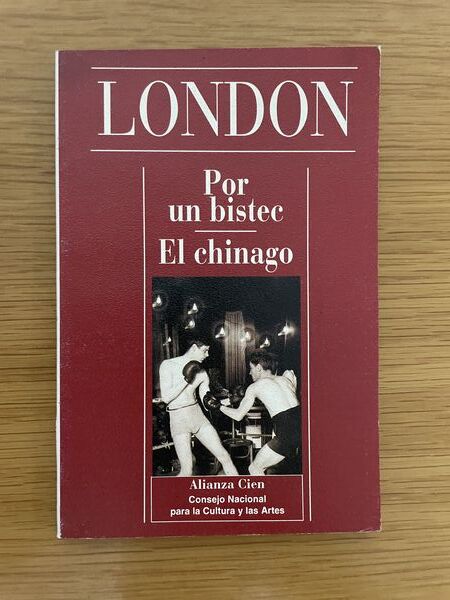 LONDON
Por
un bistec
El chinago
Alianza Cien
Consejo Nacional
para la Cultura y las Artes